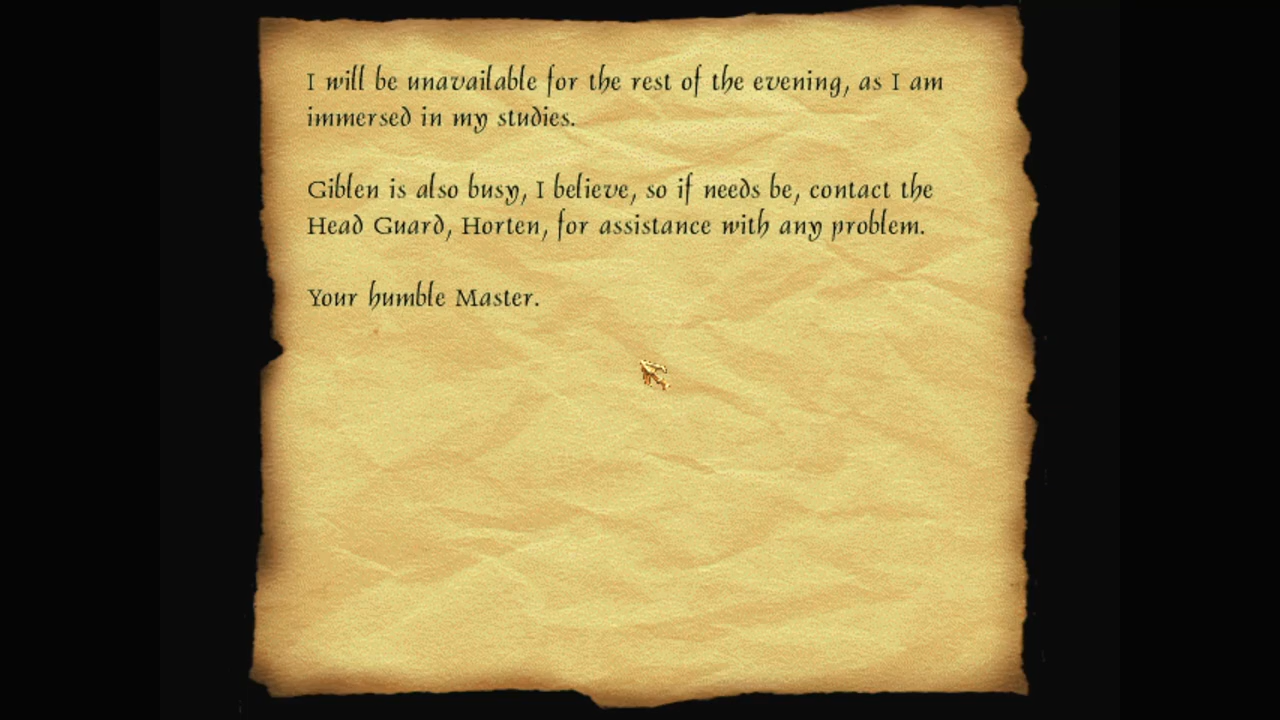 I will be unavailable for the rest of the evening, as I am
immersed in my studies.
Giblen is also busy, I believe, so if needs be, contact the
Head Guard, Horten, for assistance with any problem.
Your humble Master.